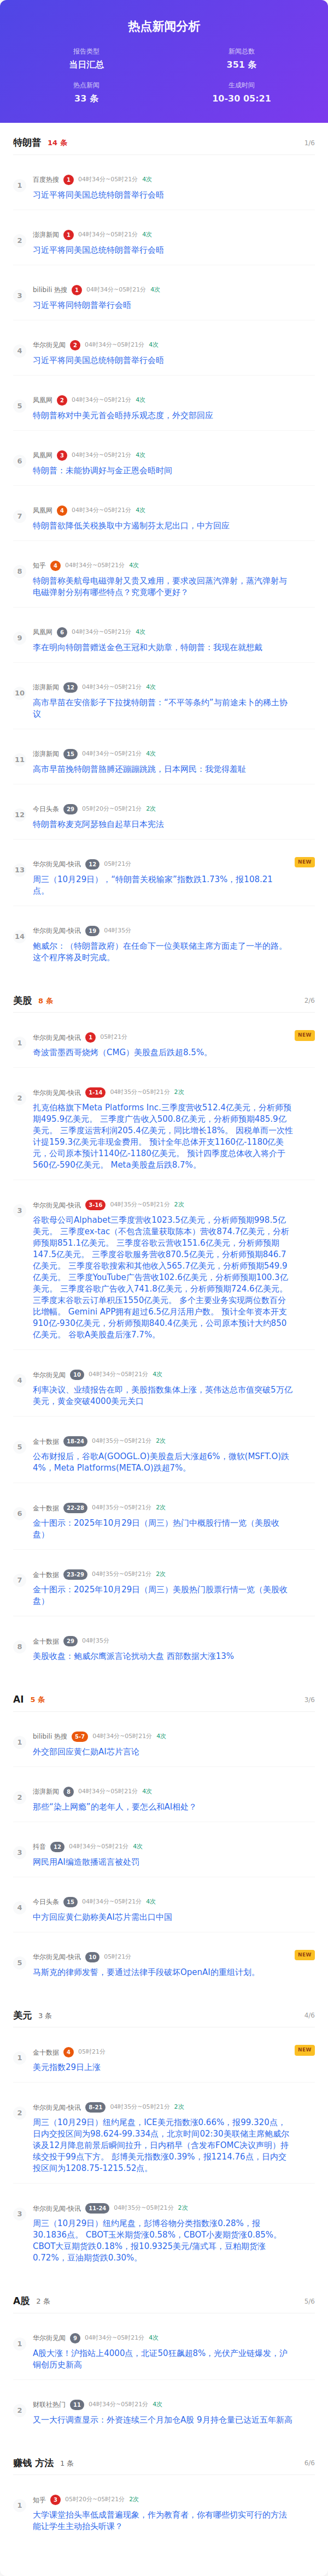 热点新闻分析
报告类型
当日汇总
新闻总数
351 条
热点新闻
33 条
生成时间
10-30 05:21
特朗普 14 条 1/6
1
百度热搜 1 04时34分~05时21分 4次
习近平将同美国总统特朗普举行会晤
2
澎湃新闻 1 04时34分~05时21分 4次
习近平将同美国总统特朗普举行会晤
3
bilibili 热搜 1 04时34分~05时21分 4次
习近平将同特朗普举行会晤
4
华尔街见闻 2 04时34分~05时21分 4次
习近平将同美国总统特朗普举行会晤
5
凤凰网 2 04时34分~05时21分 4次
特朗普称对中美元首会晤持乐观态度，外交部回应
6
凤凰网 3 04时34分~05时21分 4次
特朗普：未能协调好与金正恩会晤时间
7
凤凰网 4 04时34分~05时21分 4次
特朗普欲降低关税换取中方遏制芬太尼出口，中方回应
8
知乎 4 04时34分~05时21分 4次
特朗普称美航母电磁弹射又贵又难用，要求改回蒸汽弹射，蒸汽弹射与
电磁弹射分别有哪些特点？究竟哪个更好？
9
凤凰网 6 04时34分~05时21分 4次
李在明向特朗普赠送金色王冠和大勋章，特朗普：我现在就想戴
10
澎湃新闻 12 04时34分~05时21分 4次
高市早苗在安倍影子下拉拢特朗普：“不平等条约”与前途未卜的稀土协
议
11
澎湃新闻 15 04时34分~05时21分 4次
高市早苗挽特朗普胳膊还蹦蹦跳跳，日本网民：我觉得羞耻
12
今日头条 29 05时20分~05时21分 2次
特朗普称麦克阿瑟独自起草日本宪法
13
华尔街见闻-快讯 12 05时21分 NEW
周三（10月29日），“特朗普关税输家”指数跌1.73%，报108.21
点。
14
华尔街见闻-快讯 19 04时35分
鲍威尔：（特朗普政府）在任命下一位美联储主席方面走了一半的路。
这个程序将及时完成。
美股 8 条 2/6
1
华尔街见闻-快讯 1 05时21分 NEW
奇波雷墨西哥烧烤（CMG）美股盘后跌超8.5%。
2
华尔街见闻-快讯 1-14 04时35分~05时21分 2次
扎克伯格旗下Meta Platforms Inc.三季度营收512.4亿美元，分析师预
期495.9亿美元。 三季度广告收入500.8亿美元，分析师预期485.9亿
美元。 三季度运营利润205.4亿美元，同比增长18%。 因税单而一次性
计提159.3亿美元非现金费用。 预计全年总体开支1160亿-1180亿美
元，公司原本预计1140亿-1180亿美元。 预计四季度总体收入将介于
560亿-590亿美元。 Meta美股盘后跌8.7%。
3
华尔街见闻-快讯 3-16 04时35分~05时21分 2次
谷歌母公司Alphabet三季度营收1023.5亿美元，分析师预期998.5亿
美元。 三季度ex-tac（不包含流量获取陈本）营收874.7亿美元，分析
师预期851.1亿美元。 三季度谷歌云营收151.6亿美元，分析师预期
147.5亿美元。 三季度谷歌服务营收870.5亿美元，分析师预期846.7
亿美元。 三季度谷歌搜索和其他收入565.7亿美元，分析师预期549.9
亿美元。 三季度YouTube广告营收102.6亿美元，分析师预期100.3亿
美元。 三季度谷歌广告收入741.8亿美元，分析师预期724.6亿美元。
三季度末谷歌云订单积压1550亿美元。 多个主要业务实现两位数百分
比增幅。 Gemini APP拥有超过6.5亿月活用户数。 预计全年资本开支
910亿-930亿美元，分析师预期840.4亿美元，公司原本预计大约850
亿美元。 谷歌A美股盘后涨7.7%。
4
华尔街见闻 10 04时34分~05时21分 4次
利率决议、业绩报告在即，美股指数集体上涨，英伟达总市值突破5万亿
美元，黄金突破4000美元关口
5
金十数据 18-24 04时35分~05时21分 2次
公布财报后，谷歌A(GOOGL.O)美股盘后大涨超6%，微软(MSFT.O)跌
4%，Meta Platforms(META.O)跌超7%。
6
金十数据 22-28 04时35分~05时21分 2次
金十图示：2025年10月29日（周三）热门中概股行情一览（美股收
盘）
7
金十数据 23-29 04时35分~05时21分 2次
金十图示：2025年10月29日（周三）美股热门股票行情一览（美股收
盘）
8
金十数据 29 04时35分
美股收盘：鲍威尔鹰派言论扰动大盘 西部数据大涨13%
AI 5 条 3/6
1
bilibili 热搜 5-7 04时34分~05时21分 4次
外交部回应黄仁勋AI芯片言论
2
澎湃新闻 8 04时34分~05时21分 4次
那些“染上网瘾”的老年人，要怎么和AI相处？
3
抖音 12 04时34分~05时21分 4次
网民用AI编造散播谣言被处罚
4
今日头条 15 04时34分~05时21分 4次
中方回应黄仁勋称美AI芯片需出口中国
5
华尔街见闻-快讯 10 05时21分 NEW
马斯克的律师发誓，要通过法律手段破坏OpenAI的重组计划。
美元 3 条 4/6
1
金十数据 4 05时21分 NEW
美元指数29日上涨
2
华尔街见闻-快讯 8-21 04时35分~05时21分 2次
周三（10月29日）纽约尾盘，ICE美元指数涨0.66%，报99.320点，
日内交投区间为98.624-99.334点，北京时间02:30美联储主席鲍威尔
谈及12月降息前景后瞬间拉升，日内稍早（含发布FOMC决议声明）持
续交投于99点下方。 彭博美元指数涨0.39%，报1214.76点，日内交
投区间为1208.75-1215.52点。
3
华尔街见闻-快讯 11-24 04时35分~05时21分 2次
周三（10月29日）纽约尾盘，彭博谷物分类指数涨0.28%，报
30.1836点。 CBOT玉米期货涨0.58%，CBOT小麦期货涨0.85%。
CBOT大豆期货跌0.18%，报10.9325美元/蒲式耳，豆粕期货涨
0.72%，豆油期货跌0.30%。
A股 2 条 5/6
1
华尔街见闻 9 04时34分~05时21分 4次
A股大涨！沪指站上4000点，北证50狂飙超8%，光伏产业链爆发，沪
铜创历史新高
2
财联社热门 11 04时34分~05时21分 4次
又一大行调查显示：外资连续三个月加仓A股 9月持仓量已达近五年新高
赚钱 方法 1 条 6/6
1
知乎 3 05时20分~05时21分 2次
大学课堂抬头率低成普遍现象，作为教育者，你有哪些切实可行的方法
能让学生主动抬头听课？